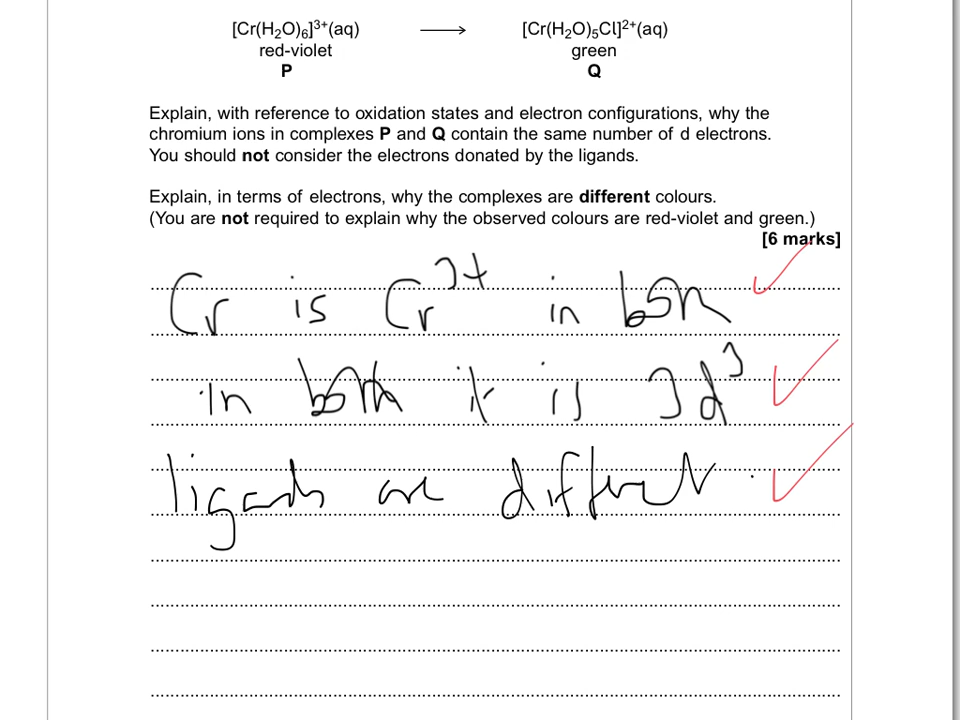 [Cr(H₂O)₆]³⁺(aq) ⟶ [Cr(H₂O)₅Cl]²⁺(aq)
red-violet green
P Q
Explain, with reference to oxidation states and electron configurations, why the
chromium ions in complexes P and Q contain the same number of d electrons.
You should not consider the electrons donated by the ligands.
Explain, in terms of electrons, why the complexes are different colours.
(You are not required to explain why the observed colours are red-violet and green.)
[6 marks]
Cr is Cr³⁺ in both
in both it is 3d³
ligands are different.